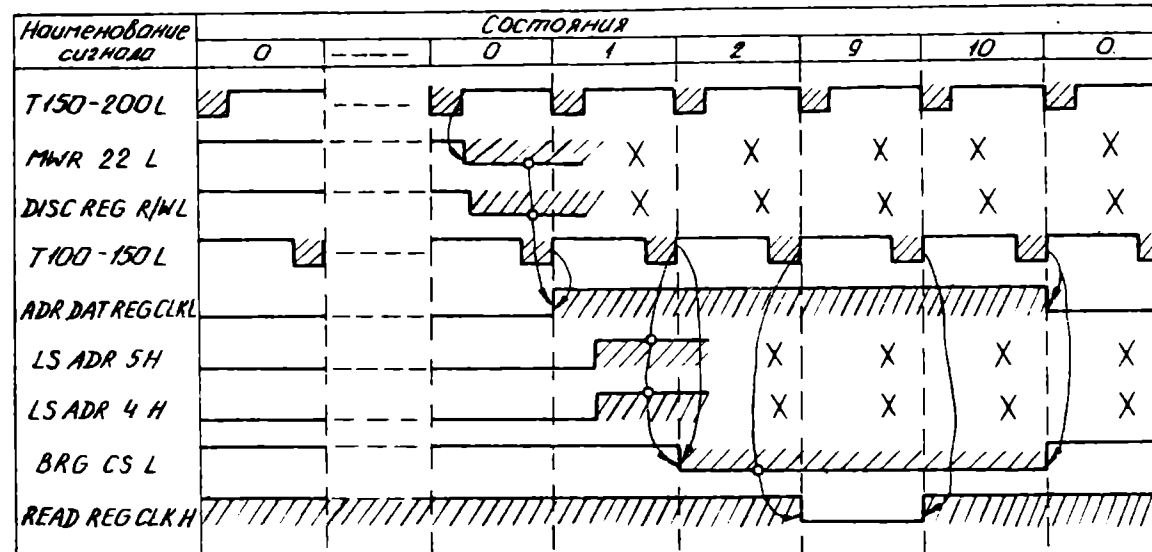 Наименование сигнала
Состояния
0 ---- 0 1 2 9 10 0
T150-200L
MWR 22 L
X X X X X
DISC REG R/W L
X X X X X
T100-150L
ADR DAT REG CLKL
LS ADR 5H
X X X X
LS ADR 4 H
X X X X
BRG CS L
READ REG CLK H